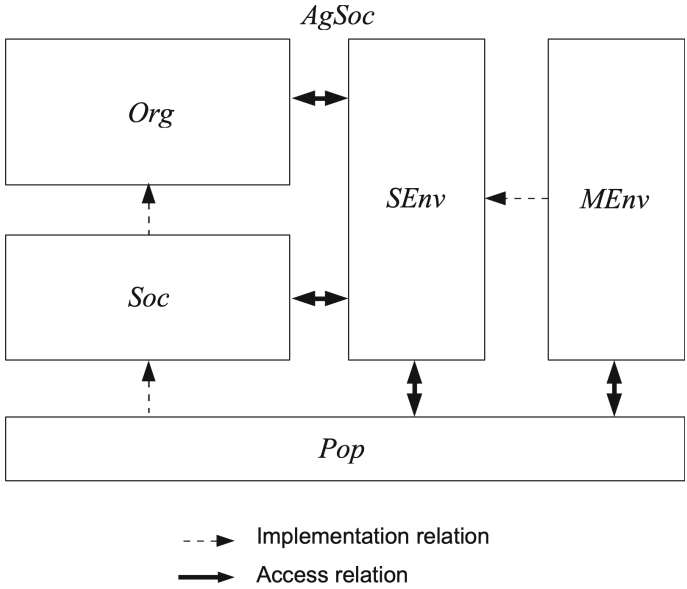 AgSoc
Org
SEnv
MEnv
Soc
Pop
Implementation relation
Access relation